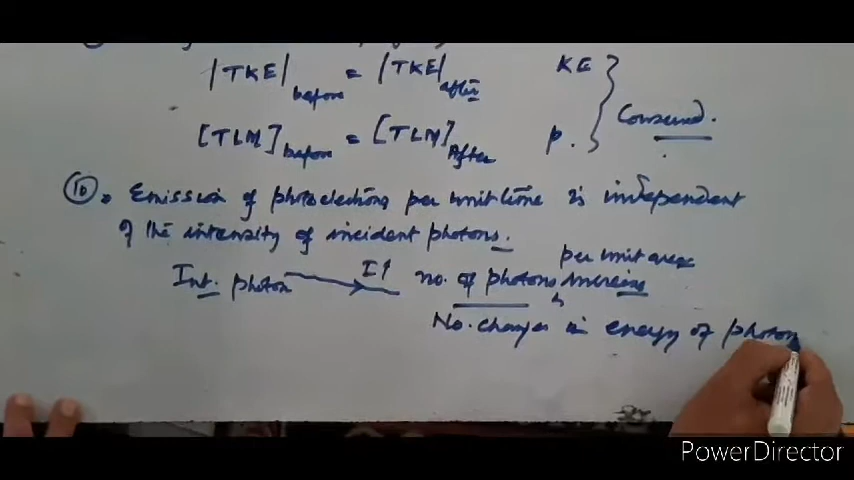 |TKE| before = |TKE| after KE
[TLM] before = [TLM] After p. Conserved.
10. Emission of photoelectrons per unit time is independent
of the intensity of incident photons.
per unit area
Int. photon I↑ no. of photons increase
No. changes in energy of photon
PowerDirector